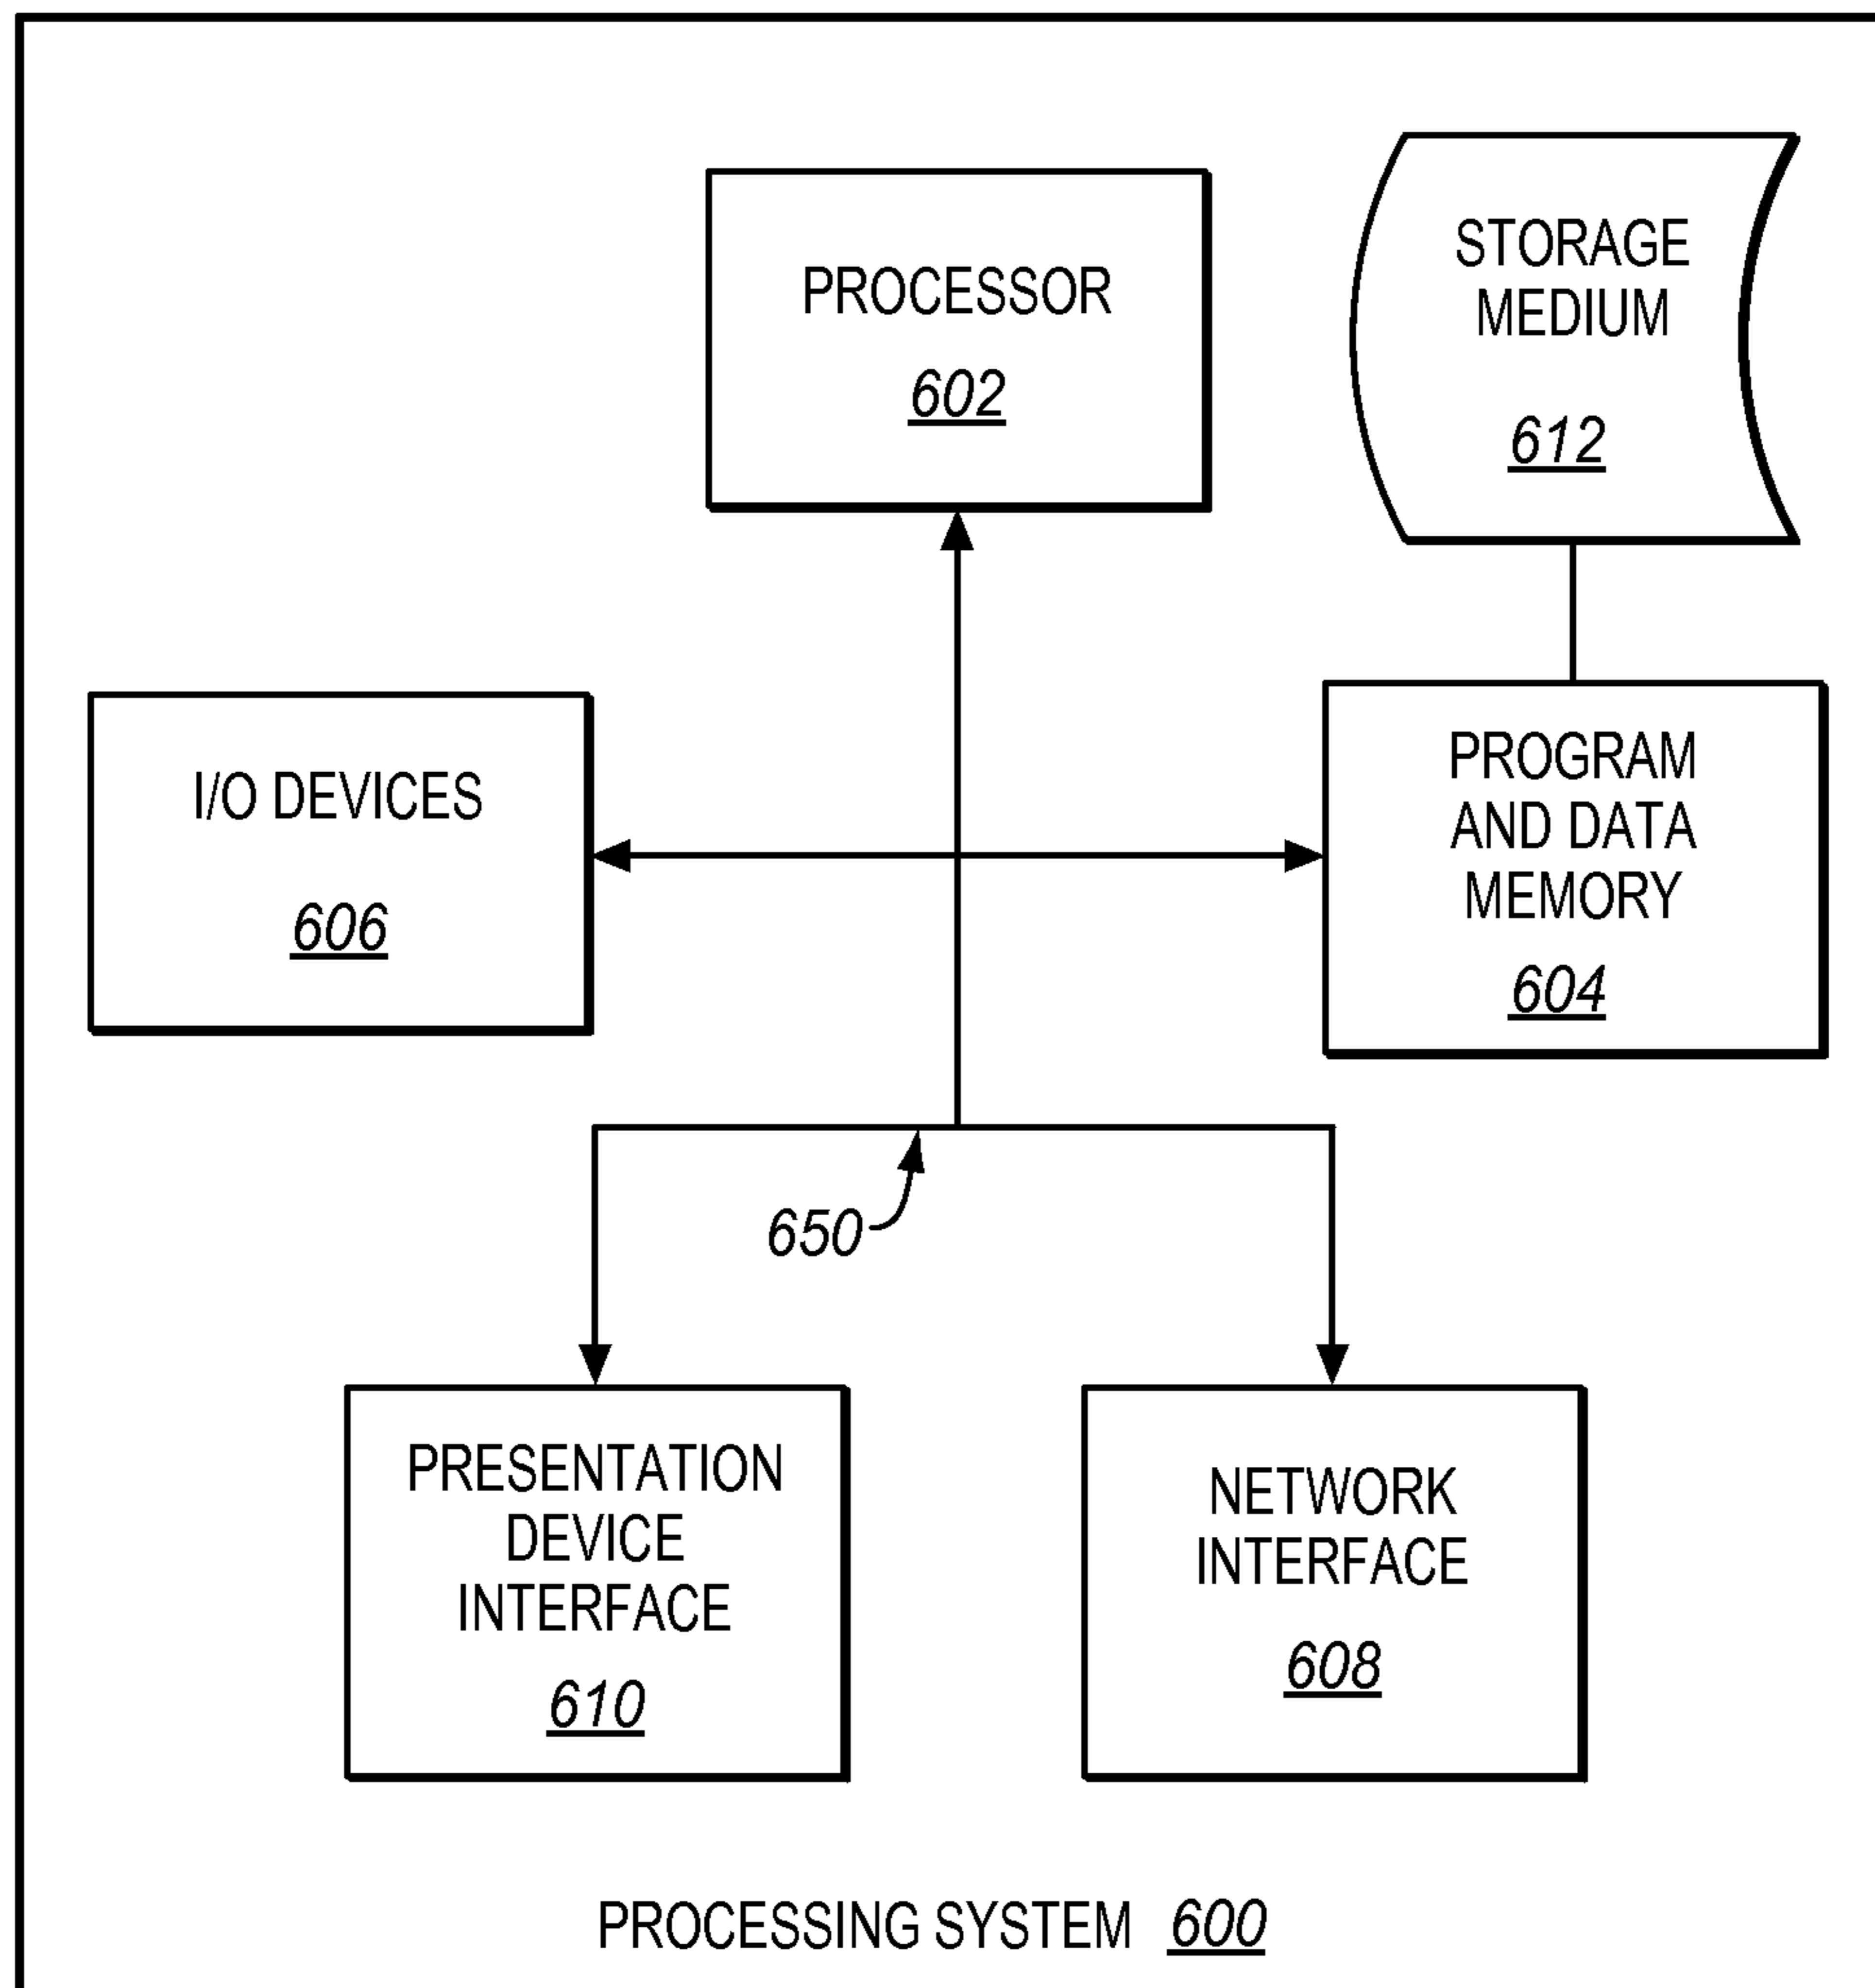 PROCESSOR
602
STORAGE
MEDIUM
612
I/O DEVICES
606
PROGRAM
AND DATA
MEMORY
604
650
PRESENTATION
DEVICE
INTERFACE
610
NETWORK
INTERFACE
608
PROCESSING SYSTEM 600